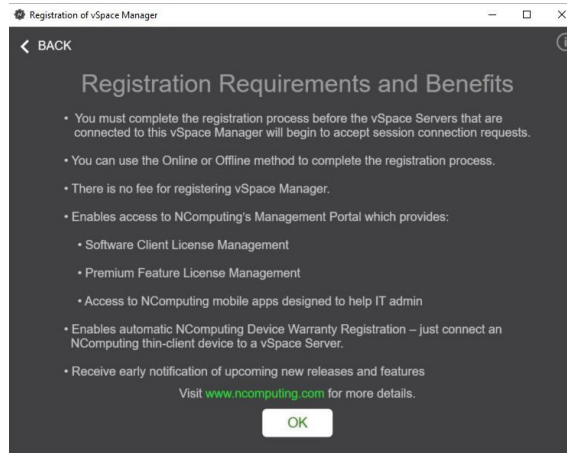 Registration of vSpace Manager
BACK
Registration Requirements and Benefits
• You must complete the registration process before the vSpace Servers that are
connected to this vSpace Manager will begin to accept session connection requests.
• You can use the Online or Offline method to complete the registration process.
• There is no fee for registering vSpace Manager.
• Enables access to NComputing's Management Portal which provides:
• Software Client License Management
• Premium Feature License Management
• Access to NComputing mobile apps designed to help IT admin
• Enables automatic NComputing Device Warranty Registration – just connect an
NComputing thin-client device to a vSpace Server.
• Receive early notification of upcoming new releases and features
Visit www.ncomputing.com for more details.
OK